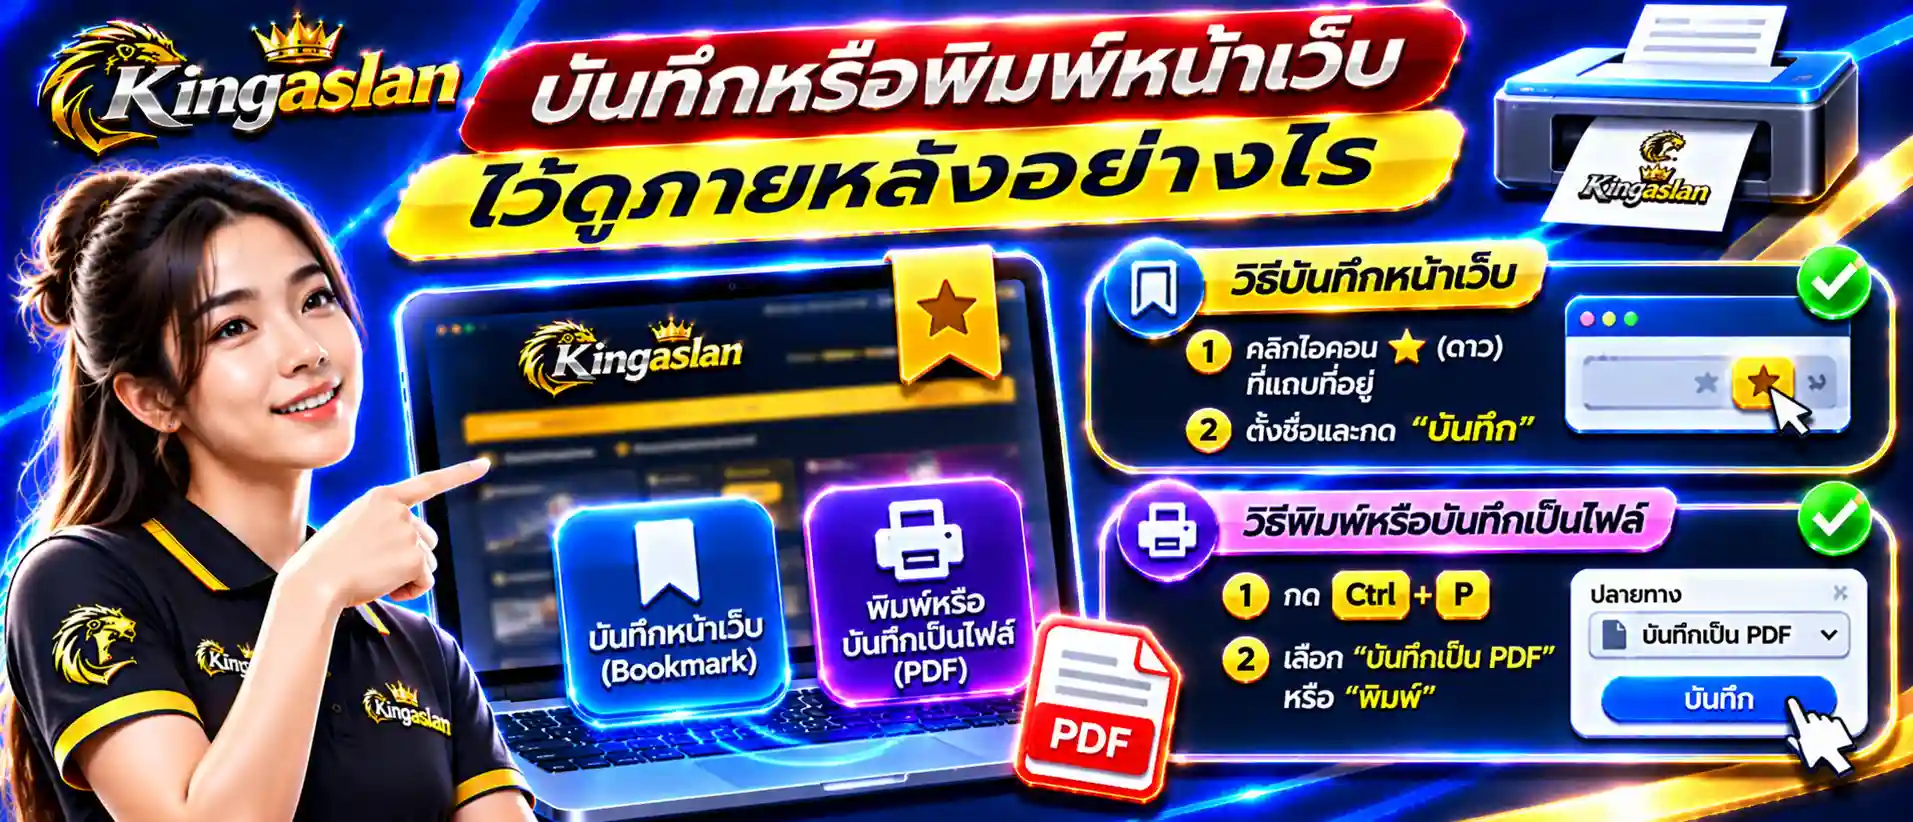 Kingaslan
บันทึกหรือพิมพ์หน้าเว็บ
ไว้ดูภายหลังอย่างไร
Kingaslan
Kingaslan
บันทึกหน้าเว็บ
(Bookmark)
พิมพ์หรือ
บันทึกเป็นไฟล์
(PDF)
PDF
วิธีบันทึกหน้าเว็บ
1 คลิกไอคอน (ดาว)
ที่แถบที่อยู่
2 ตั้งชื่อและกด “บันทึก”
วิธีพิมพ์หรือบันทึกเป็นไฟล์
1 กด Ctrl + P
2 เลือก “บันทึกเป็น PDF”
หรือ “พิมพ์”
ปลายทาง
บันทึกเป็น PDF
บันทึก
Kingaslan